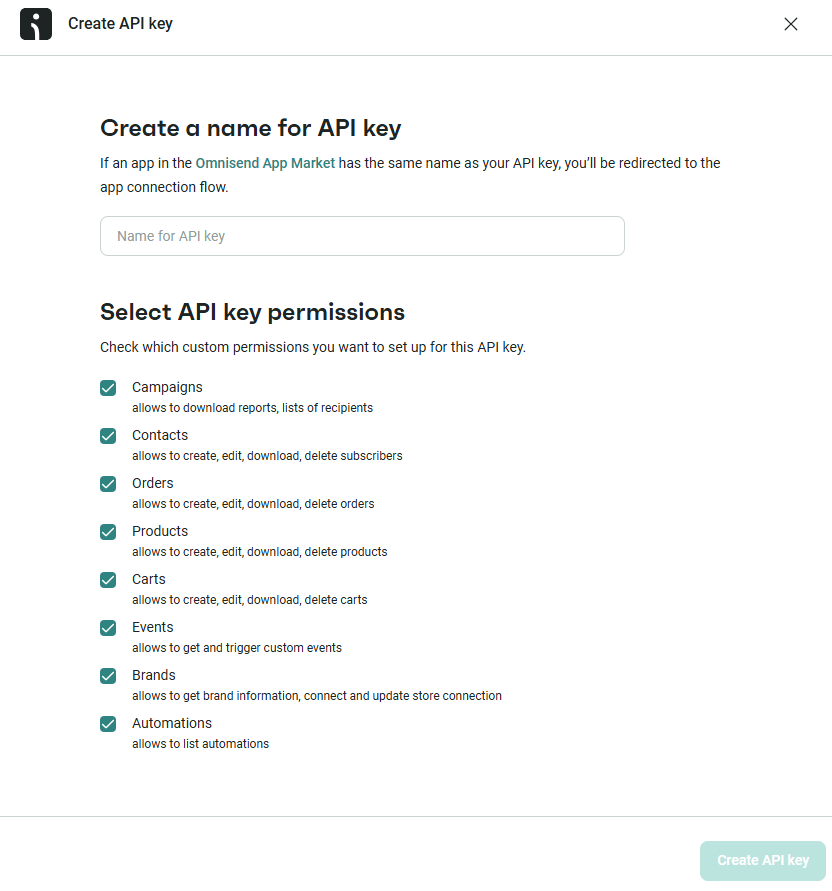 Create API key
Create a name for API key
If an app in the Omnisend App Market has the same name as your API key, you’ll be redirected to the
app connection flow.
Name for API key
Select API key permissions
Check which custom permissions you want to set up for this API key.
Campaigns
allows to download reports, lists of recipients
Contacts
allows to create, edit, download, delete subscribers
Orders
allows to create, edit, download, delete orders
Products
allows to create, edit, download, delete products
Carts
allows to create, edit, download, delete carts
Events
allows to get and trigger custom events
Brands
allows to get brand information, connect and update store connection
Automations
allows to list automations
Create API key